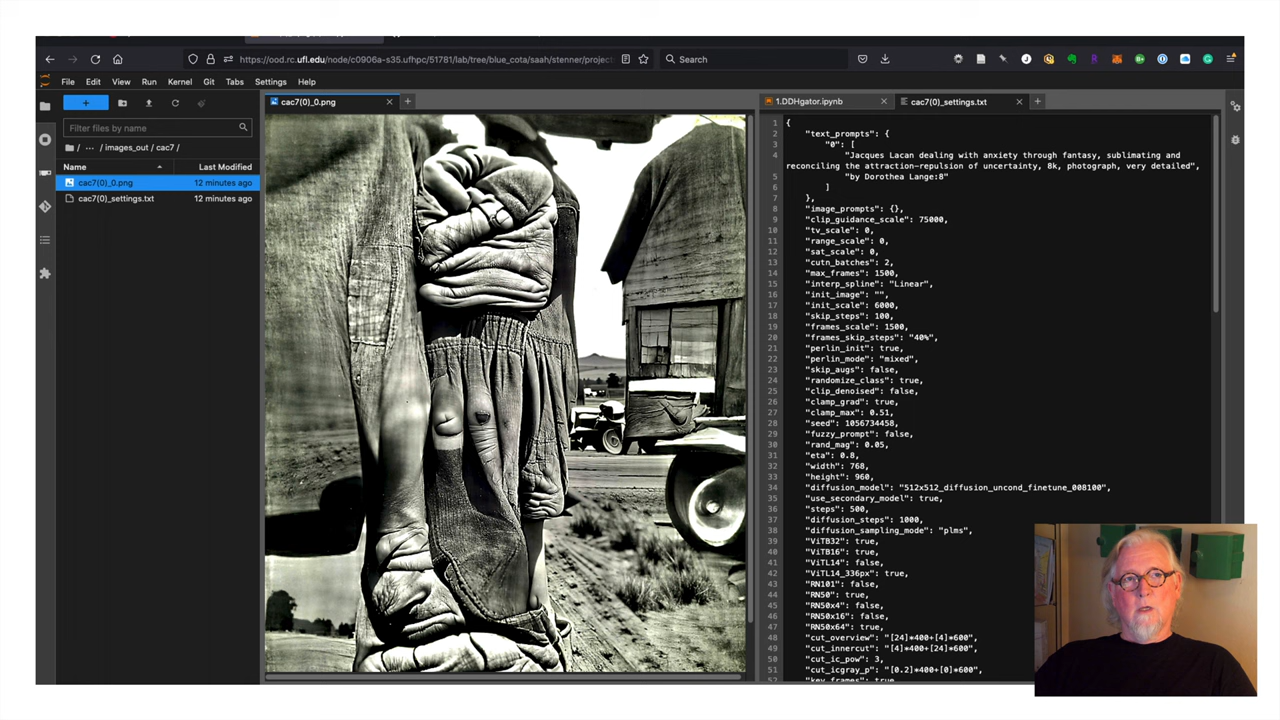 https://ood.rc.ufl.edu/node/c0906a-s35.ufhpc/51781/lab/tree/blue_cota/saah/stenner/project
Search
File Edit View Run Kernel Git Tabs Settings Help
cac7(0)_0.png
1.DDHgator.ipynb
cac7(0)_settings.txt
Filter files by name
/ ··· / images_out / cac7 /
Name Last Modified
cac7(0)_0.png 12 minutes ago
cac7(0)_settings.txt 12 minutes ago
1 {
2 "text_prompts": {
3 "0": [
4 "Jacques Lacan dealing with anxiety through fantasy, sublimating and
reconciling the attraction-repulsion of uncertainty, 8k, photograph, very detailed",
5 "by Dorothea Lange:8"
6 ]
7 },
8 "image_prompts": {},
9 "clip_guidance_scale": 75000,
10 "tv_scale": 0,
11 "range_scale": 0,
12 "sat_scale": 0,
13 "cutn_batches": 2,
14 "max_frames": 1500,
15 "interp_spline": "Linear",
16 "init_image": "",
17 "init_scale": 6000,
18 "skip_steps": 100,
19 "frames_scale": 1500,
20 "frames_skip_steps": "40%",
21 "perlin_init": true,
22 "perlin_mode": "mixed",
23 "skip_augs": false,
24 "randomize_class": true,
25 "clip_denoised": false,
26 "clamp_grad": true,
27 "clamp_max": 0.51,
28 "seed": 1056734458,
29 "fuzzy_prompt": false,
30 "rand_mag": 0.05,
31 "eta": 0.8,
32 "width": 768,
33 "height": 960,
34 "diffusion_model": "512x512_diffusion_uncond_finetune_008100",
35 "use_secondary_model": true,
36 "steps": 500,
37 "diffusion_steps": 1000,
38 "diffusion_sampling_mode": "plms",
39 "ViTB32": true,
40 "ViTB16": true,
41 "ViTL14": false,
42 "ViTL14_336px": true,
43 "RN101": false,
44 "RN50": true,
45 "RN50x4": false,
46 "RN50x16": false,
47 "RN50x64": true,
48 "cut_overview": "[24]*400+[4]*600",
49 "cut_innercut": "[4]*400+[24]*600",
50 "cut_ic_pow": 3,
51 "cut_icgray_p": "[0.2]*400+[0]*600",
"key_frames": true,